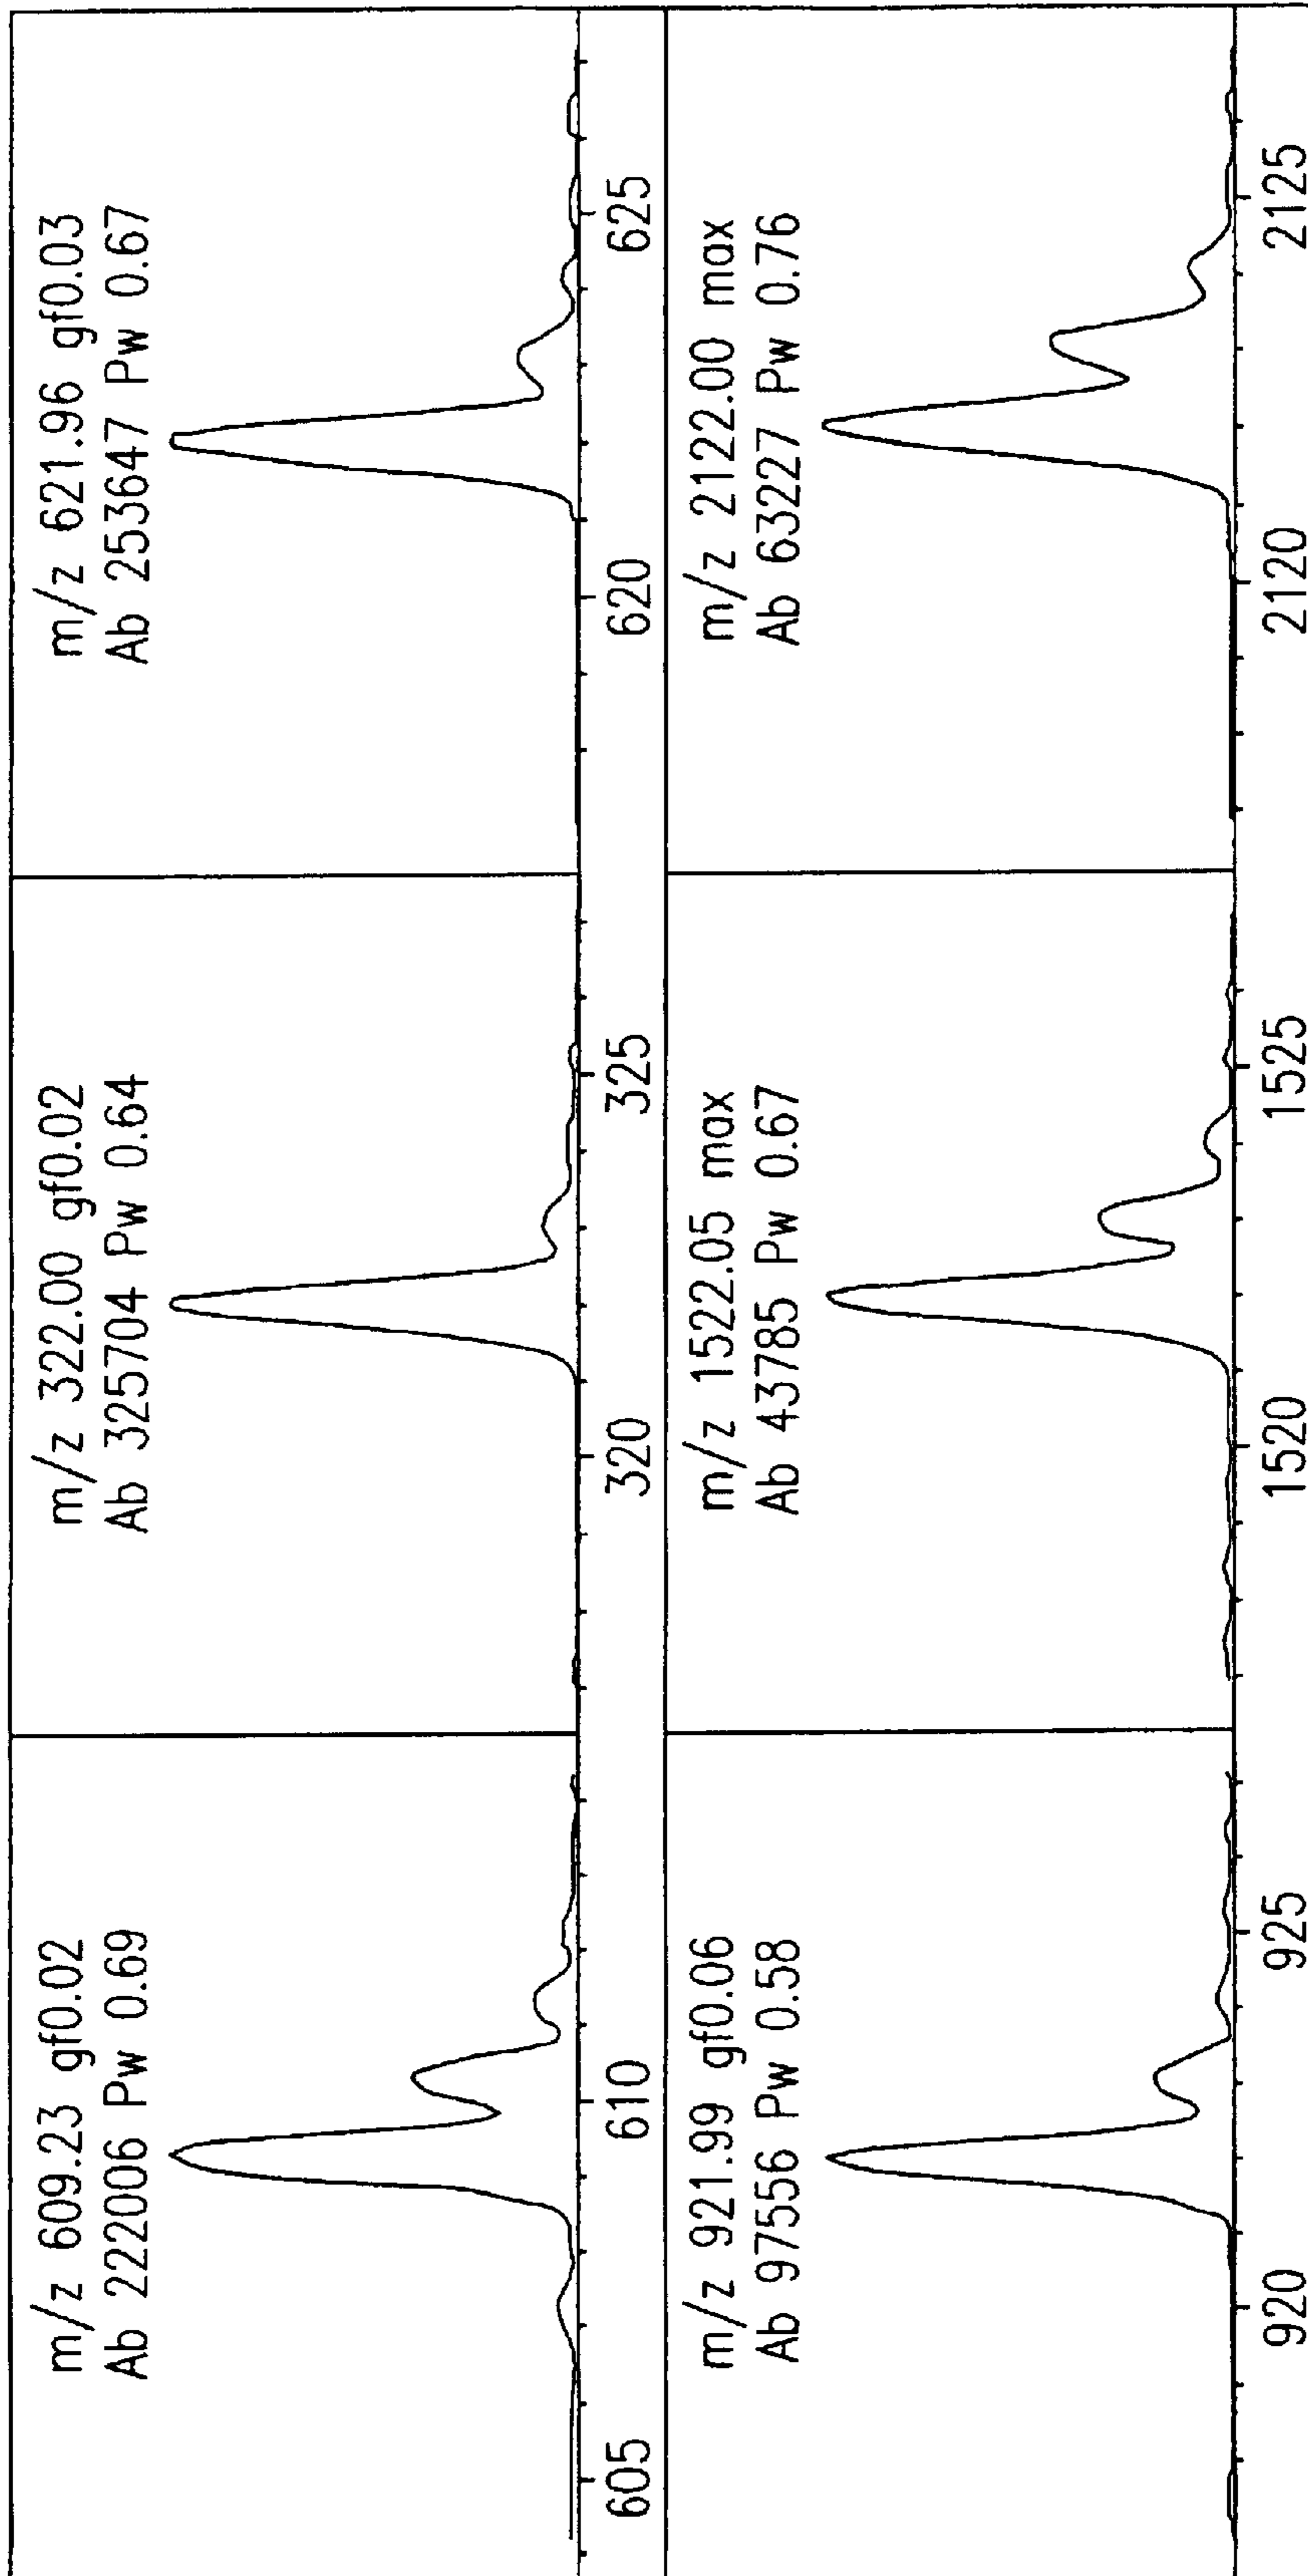 m/z 609.23 gf0.02
Ab 222006 Pw 0.69
605 610
m/z 322.00 gf0.02
Ab 325704 Pw 0.64
320 325
m/z 621.96 gf0.03
Ab 253647 Pw 0.67
620 625
m/z 921.99 gf0.06
Ab 97556 Pw 0.58
920 925
m/z 1522.05 max
Ab 43785 Pw 0.67
1520 1525
m/z 2122.00 max
Ab 63227 Pw 0.76
2120 2125